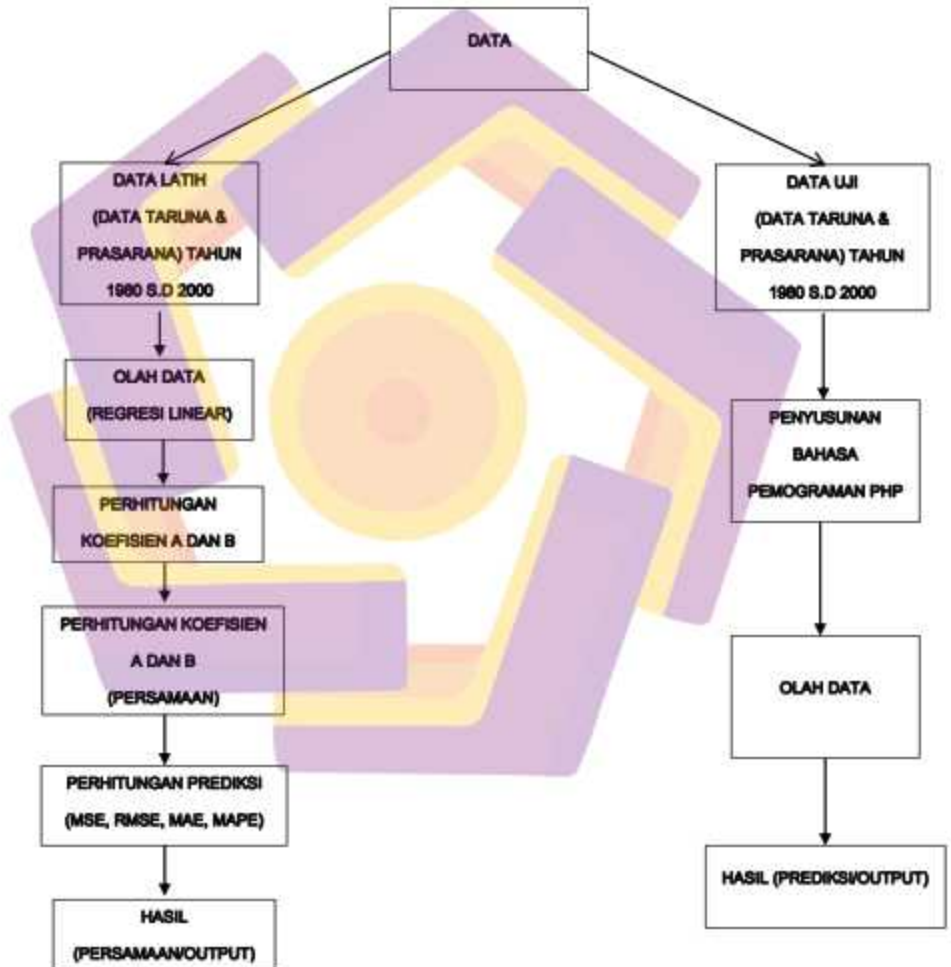 DATA
DATA LATIH
(DATA TARUNA &
PRASARANA) TAHUN
1980 S.D 2000
OLAH DATA
(REGRESI LINEAR)
PERHITUNGAN
KOEFISIEN A DAN B
PERHITUNGAN KOEFISIEN
A DAN B
(PERSAMAAN)
PERHITUNGAN PREDIKSI
(MSE, RMSE, MAE, MAPE)
HASIL
(PERSAMAAN/OUTPUT)
DATA UJI
(DATA TARUNA &
PRASARANA) TAHUN
1980 S.D 2000
PENYUSUNAN
BAHASA
PEMOGRAMAN PHP
OLAH DATA
HASIL (PREDIKSI/OUTPUT)